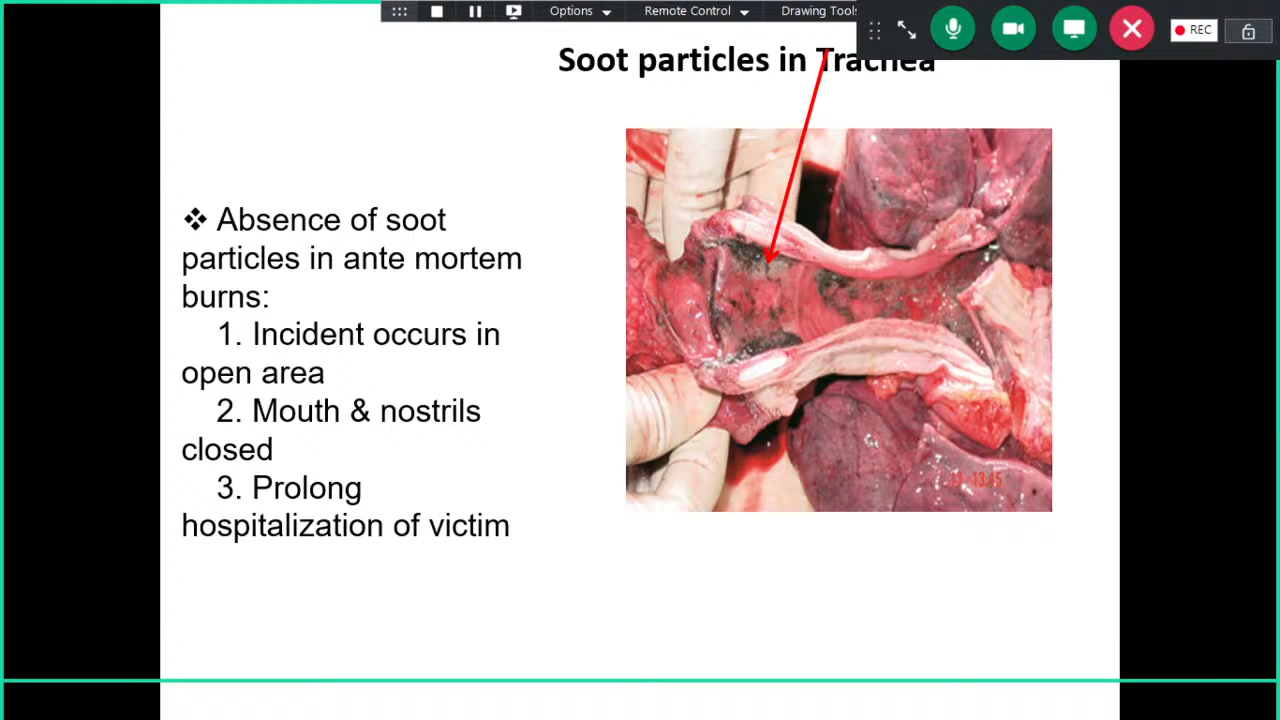 Options
Remote Control
Drawing Tools
REC
Soot particles in Trachea
❖ Absence of soot
particles in ante mortem
burns:
1. Incident occurs in
open area
2. Mouth & nostrils
closed
3. Prolong
hospitalization of victim